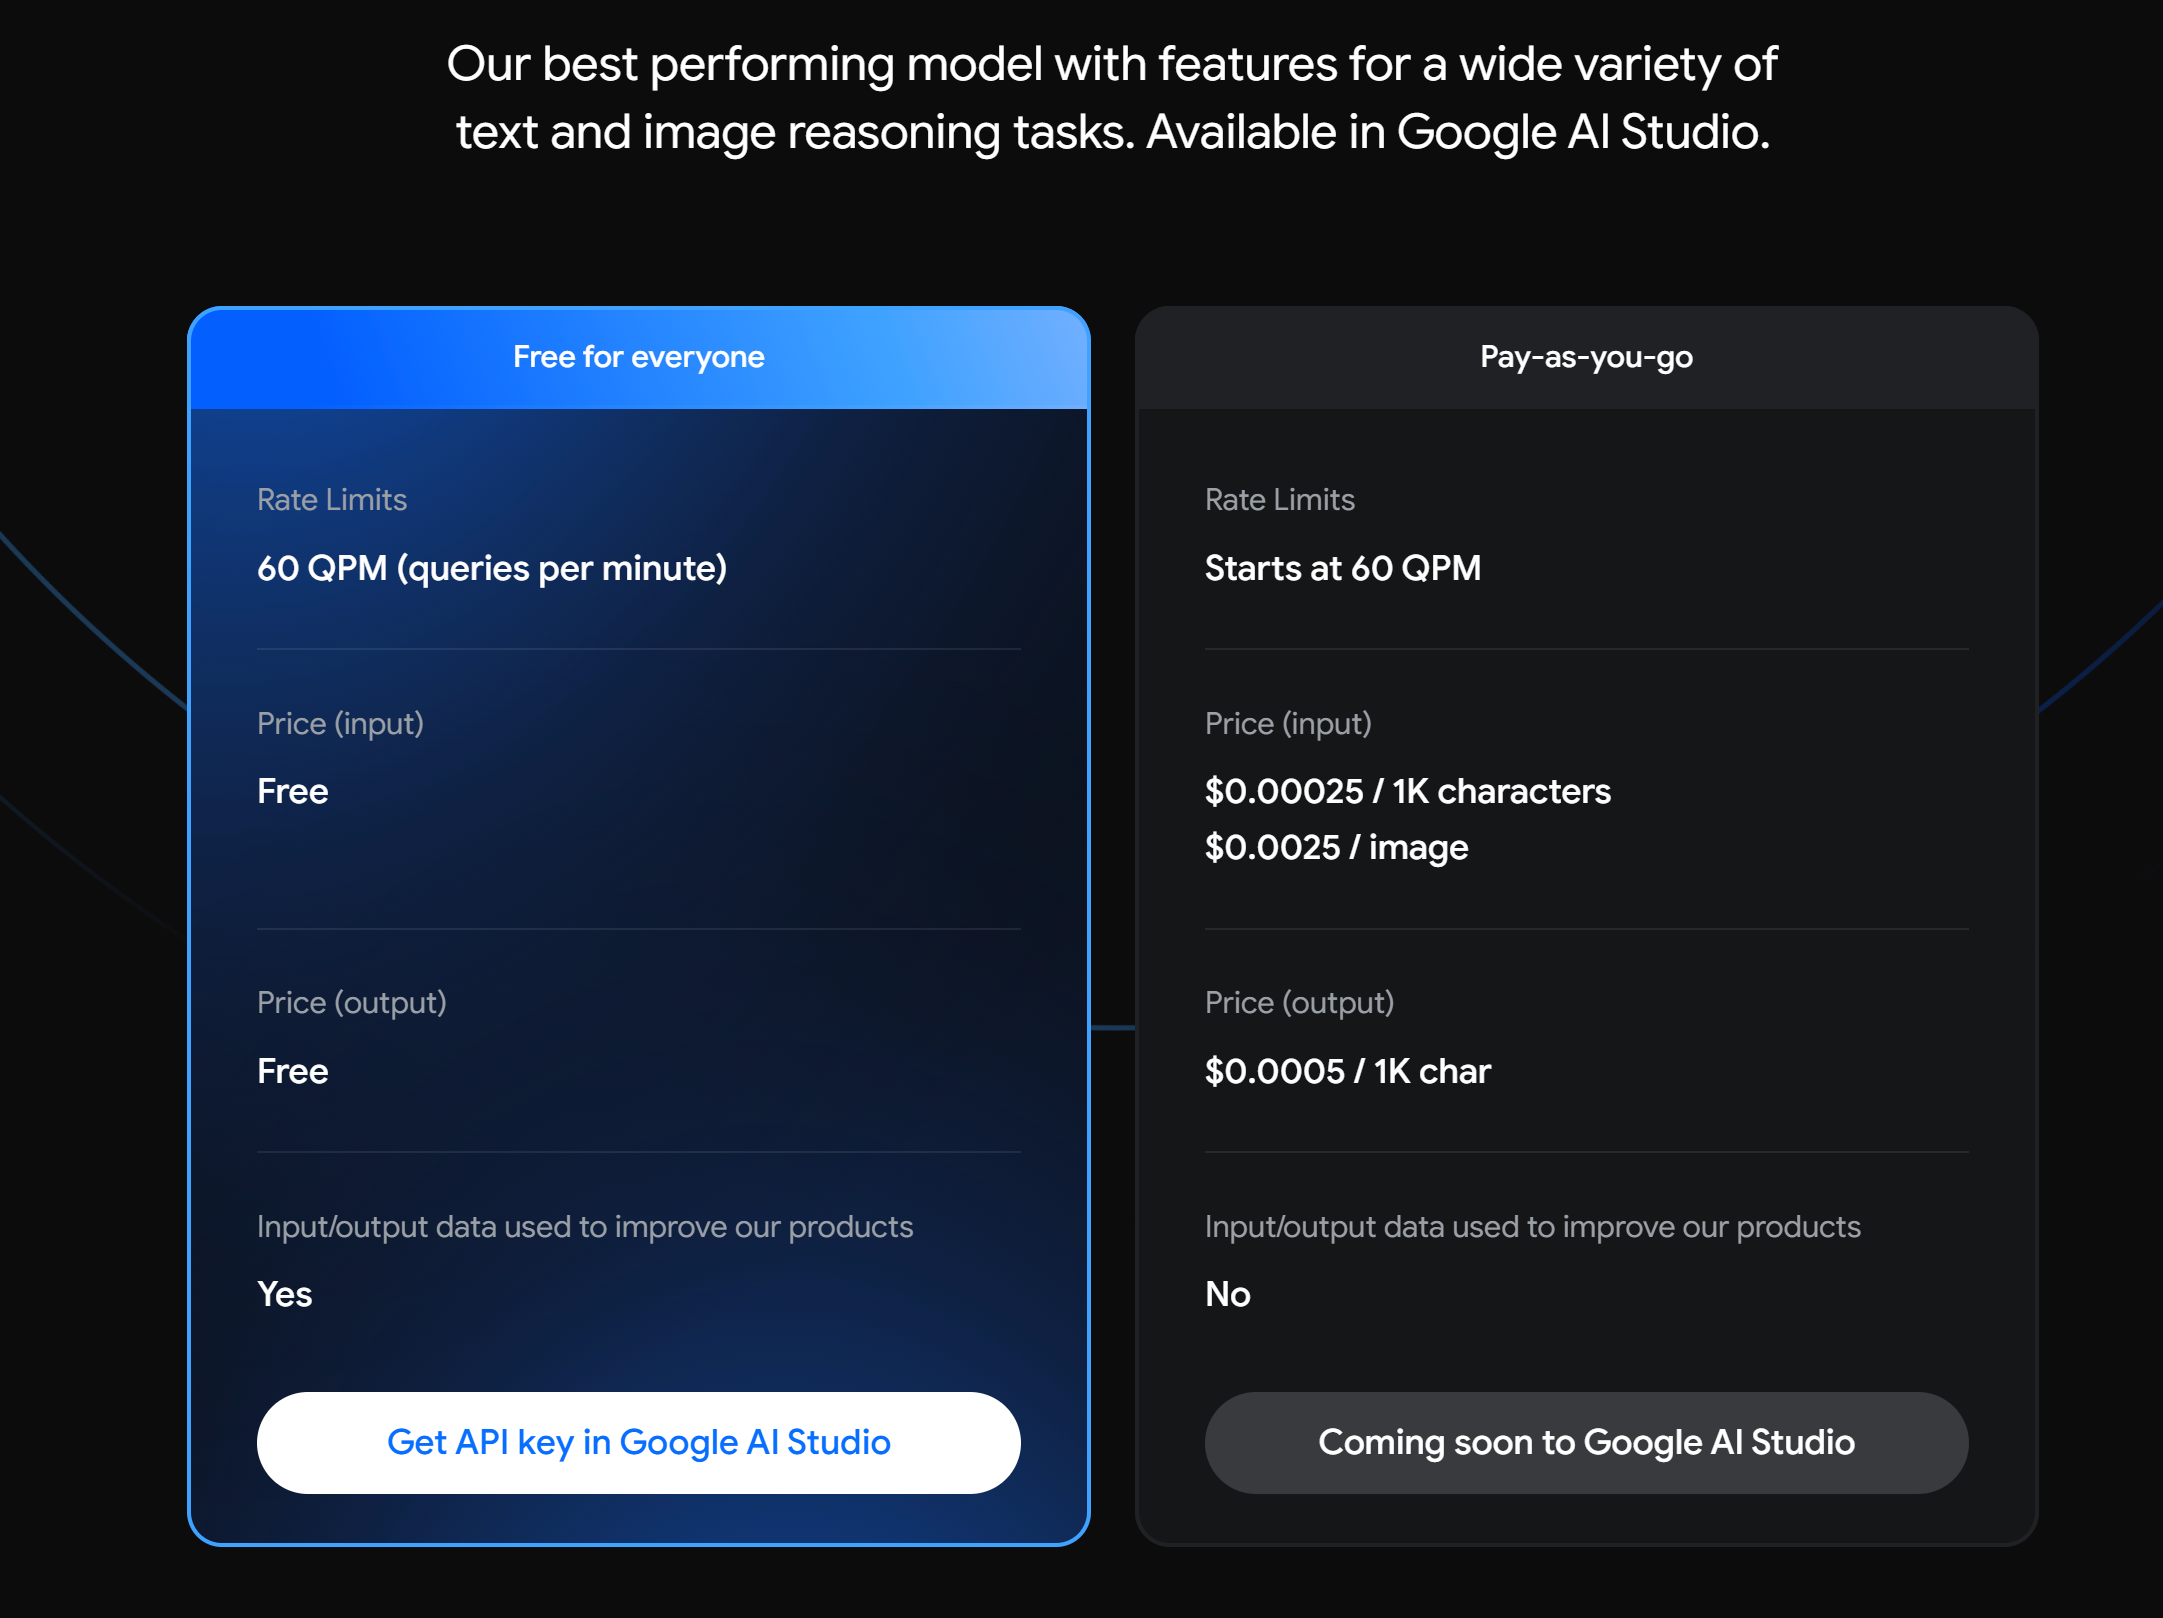 Our best performing model with features for a wide variety of
text and image reasoning tasks. Available in Google AI Studio.
Free for everyone
Rate Limits
60 QPM (queries per minute)
Price (input)
Free
Price (output)
Free
Input/output data used to improve our products
Yes
Get API key in Google AI Studio
Pay-as-you-go
Rate Limits
Starts at 60 QPM
Price (input)
$0.00025 / 1K characters
$0.0025 / image
Price (output)
$0.0005 / 1K char
Input/output data used to improve our products
No
Coming soon to Google AI Studio